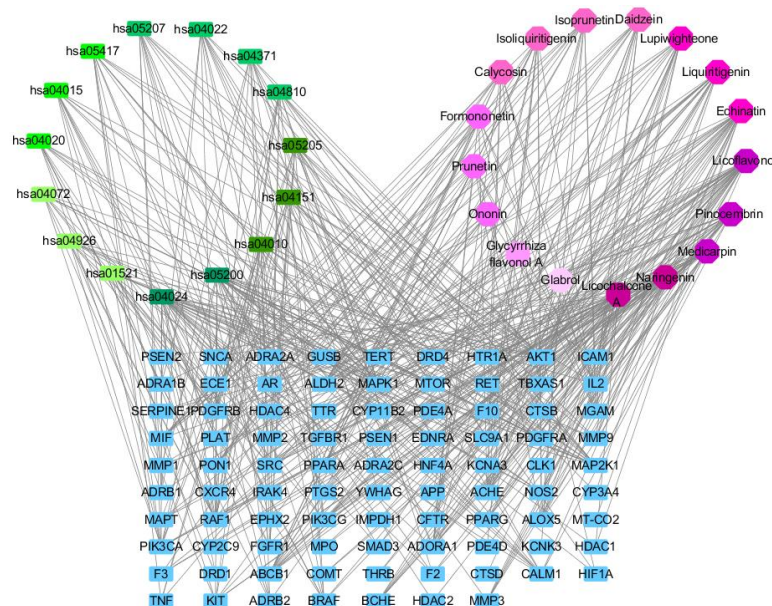 hsa05207
hsa04022
hsa05417
hsa04371
hsa04015
hsa04810
hsa04020
hsa05205
hsa04072
hsa04151
hsa04926
hsa04010
hsa01521
hsa05200
hsa04024
Isoprunetin
Daidzein
Isoliquiritigenin
Lupiwighteone
Calycosin
Liquiritigenin
Formononetin
Echinatin
Prunetin
Licoflavono
Ononin
Pinocembrin
Glycyrrhiza
flavonol A
Medicarpin
Glabrol
Naringenin
Licochalcone
A
PSEN2 SNCA ADRA2A GUSB TERT DRD4 HTR1A AKT1 ICAM1
ADRA1B ECE1 AR ALDH2 MAPK1 MTOR RET TBXAS1 IL2
SERPINE1 PDGFRB HDAC4 TTR CYP11B2 PDE4A F10 CTSB MGAM
MIF PLAT MMP2 TGFBR1 PSEN1 EDNRA SLC9A1 PDGFRA MMP9
MMP1 PON1 SRC PPARA ADRA2C HNF4A KCNA3 CLK1 MAP2K1
ADRB1 CXCR4 IRAK4 PTGS2 YWHAG APP ACHE NOS2 CYP3A4
MAPT RAF1 EPHX2 PIK3CG IMPDH1 CFTR PPARG ALOX5 MT-CO2
PIK3CA CYP2C9 FGFR1 MPO SMAD3 ADORA1 PDE4D KCNK3 HDAC1
F3 DRD1 ABCB1 COMT THRB F2 CTSD CALM1 HIF1A
TNF KIT ADRB2 BRAF BCHE HDAC2 MMP3